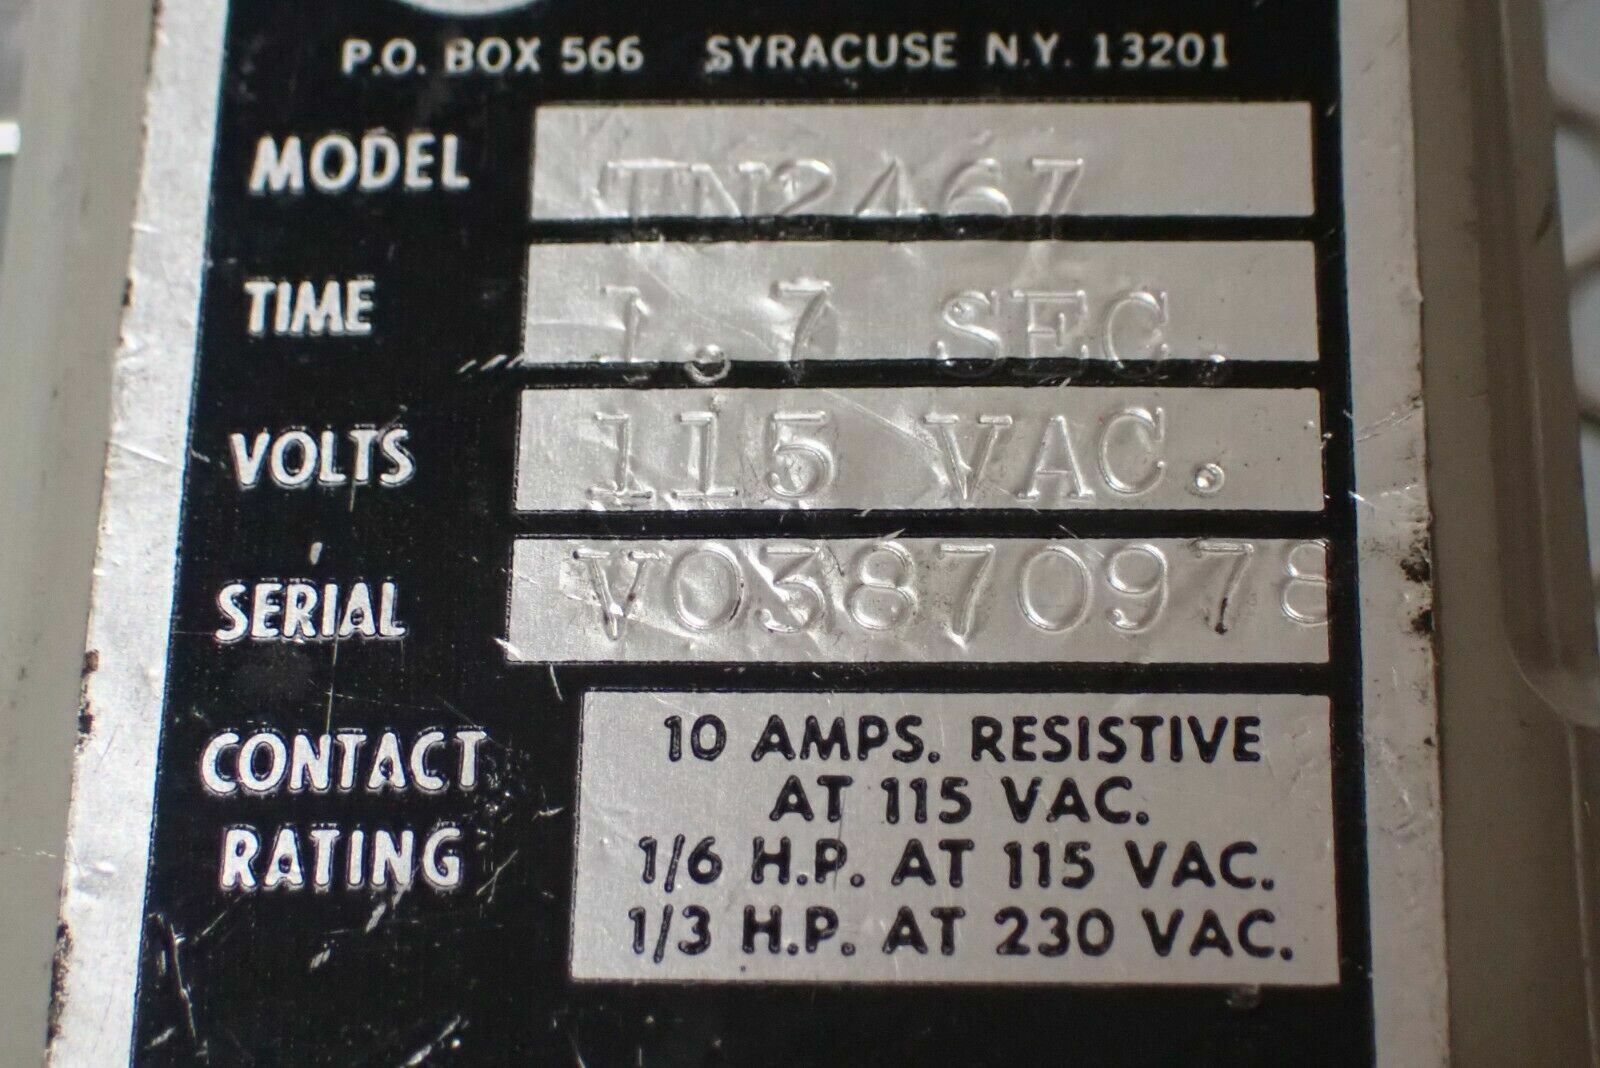 P.O. BOX 566 SYRACUSE N.Y. 13201
MODEL TN2467
TIME 1.7 SEC.
VOLTS 115 VAC.
SERIAL V03870978
CONTACT RATING
10 AMPS. RESISTIVE
AT 115 VAC.
1/6 H.P. AT 115 VAC.
1/3 H.P. AT 230 VAC.